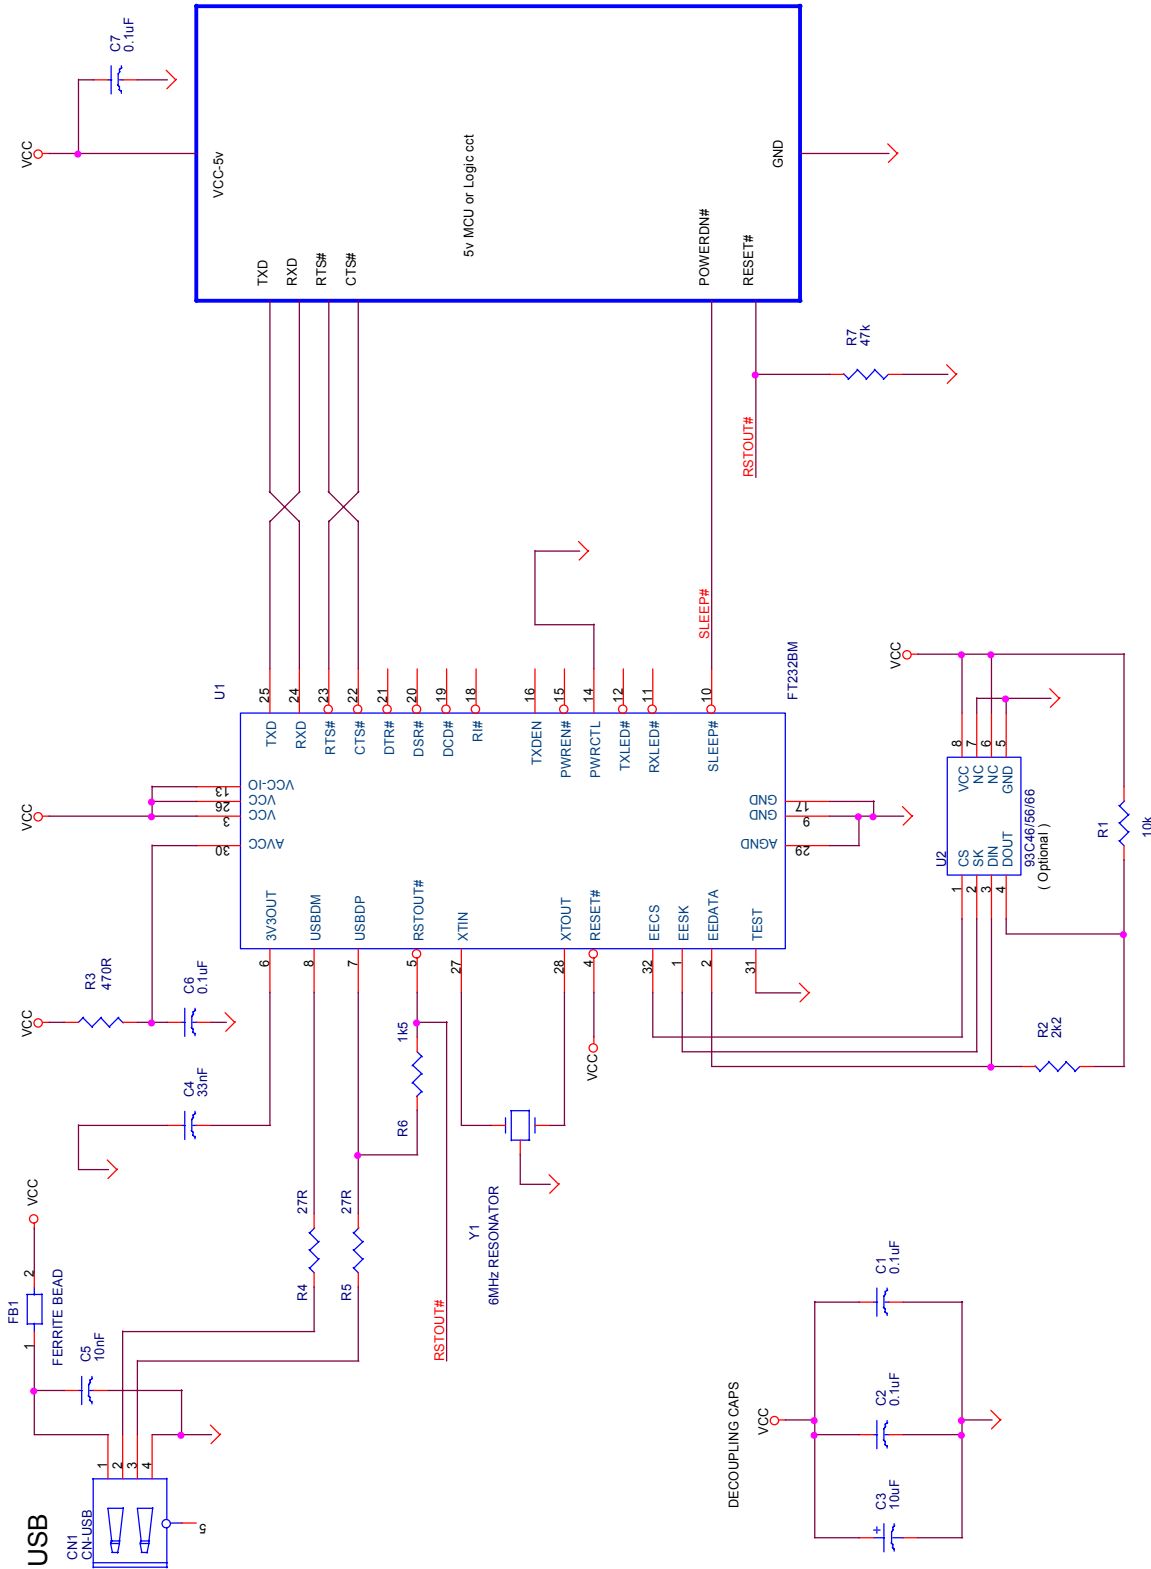 USB
CN1
CN-USB
1
2
3
4
5
C5
10nF
FB1
FERRITE BEAD
1
2
VCC
C4
33nF
VCC
R3
470R
C6
0.1uF
VCC
VCC
C7
0.1uF
R4
27R
R5
27R
R6
1k5
RSTOUT#
Y1
6MHz RESONATOR
VCC
U1
FT232BM
6
3V3OUT
8
USBDM
7
USBDP
5
RSTOUT#
27
XTIN
28
XTOUT
4
RESET#
32
EECS
1
EESK
2
EEDATA
31
TEST
30
AVCC
3
VCC
26
VCC
13
VCC-IO
29
AGND
9
GND
17
GND
TXD
25
RXD
24
RTS#
23
CTS#
22
DTR#
21
DSR#
20
DCD#
19
RI#
18
TXDEN
16
PWREN#
15
PWRCTL
14
TXLED#
12
RXLED#
11
SLEEP#
10
SLEEP#
VCC-5v
TXD
RXD
RTS#
CTS#
5v MCU or Logic cct
POWERDN#
RESET#
GND
RSTOUT#
R7
47k
U2
93C46/56/66
( Optional )
1
CS
2
SK
3
DIN
4
DOUT
VCC
8
NC
7
NC
6
GND
5
VCC
R2
2k2
R1
10k
DECOUPLING CAPS
VCC
C3
10uF
+
C2
0.1uF
C1
0.1uF